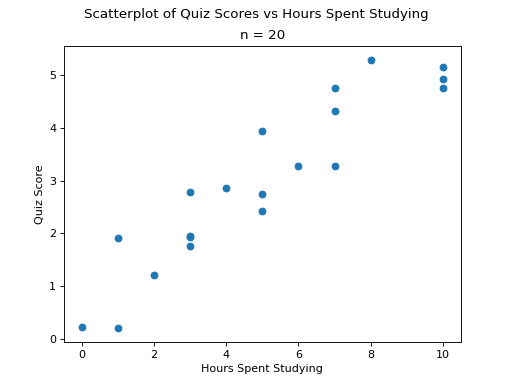 Scatterplot of Quiz Scores vs Hours Spent Studying
n = 20
5
4
3
2
1
0
Quiz Score
0 2 4 6 8 10
Hours Spent Studying